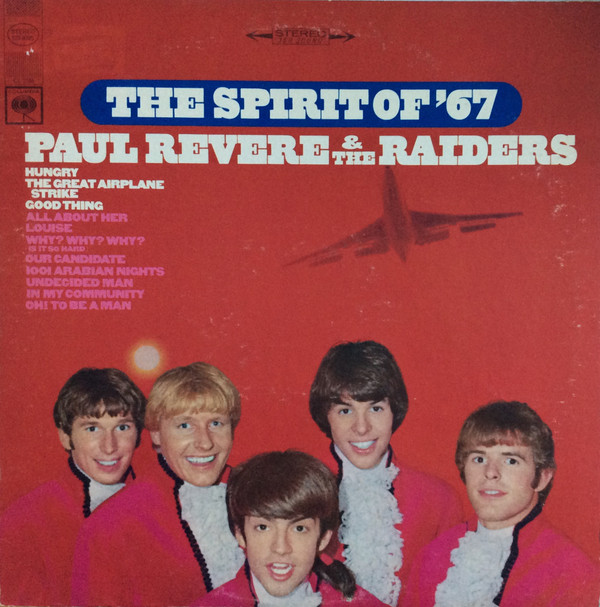 STEREO
THE SPIRIT OF '67
PAUL REVERE & THE RAIDERS
HUNGRY
THE GREAT AIRPLANE
STRIKE
GOOD THING
ALL ABOUT HER
LOUISE
WHY? WHY? WHY?
IS IT SO HARD
OUR CANDIDATE
1001 ARABIAN NIGHTS
UNDECIDED MAN
IN MY COMMUNITY
OH! TO BE A MAN